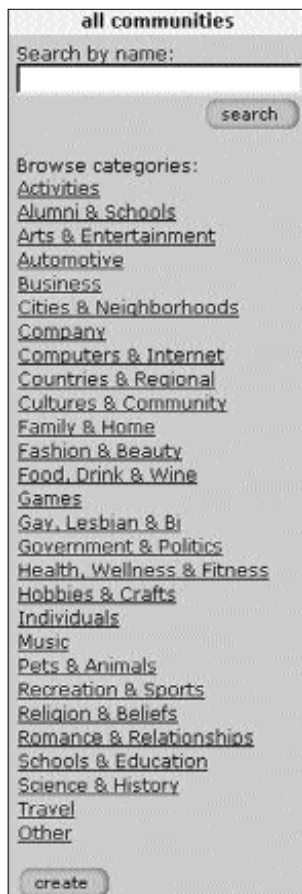 all communities
Search by name:
search
Browse categories:
Activities
Alumni & Schools
Arts & Entertainment
Automotive
Business
Cities & Neighborhoods
Company
Computers & Internet
Countries & Regional
Cultures & Community
Family & Home
Fashion & Beauty
Food, Drink & Wine
Games
Gay, Lesbian & Bi
Government & Politics
Health, Wellness & Fitness
Hobbies & Crafts
Individuals
Music
Pets & Animals
Recreation & Sports
Religion & Beliefs
Romance & Relationships
Schools & Education
Science & History
Travel
Other
create